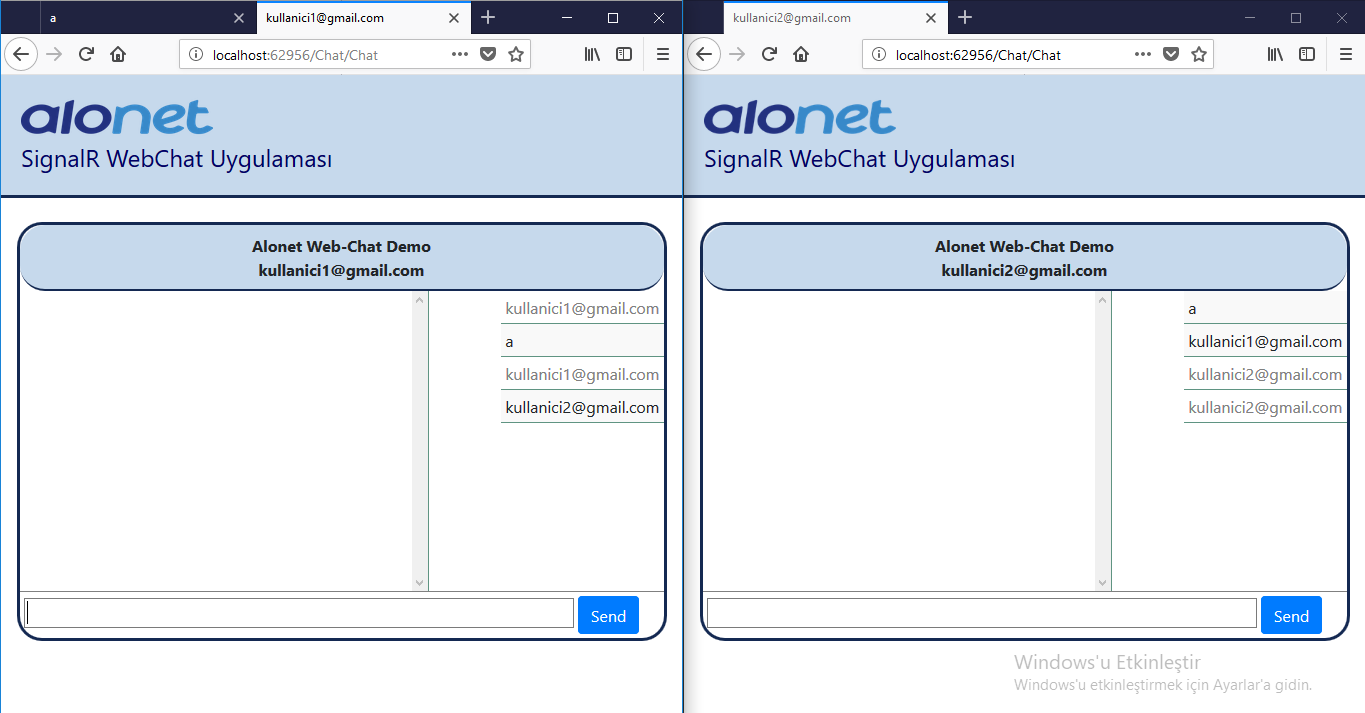 a
kullanici1@gmail.com
localhost:62956/Chat/Chat
alonet
SignalR WebChat Uygulaması
Alonet Web-Chat Demo
kullanici1@gmail.com
kullanici1@gmail.com
a
kullanici1@gmail.com
kullanici2@gmail.com
Send
kullanici2@gmail.com
localhost:62956/Chat/Chat
alonet
SignalR WebChat Uygulaması
Alonet Web-Chat Demo
kullanici2@gmail.com
a
kullanici1@gmail.com
kullanici2@gmail.com
kullanici2@gmail.com
Send
Windows'u Etkinleştir
Windows'u etkinleştirmek için Ayarlar'a gidin.